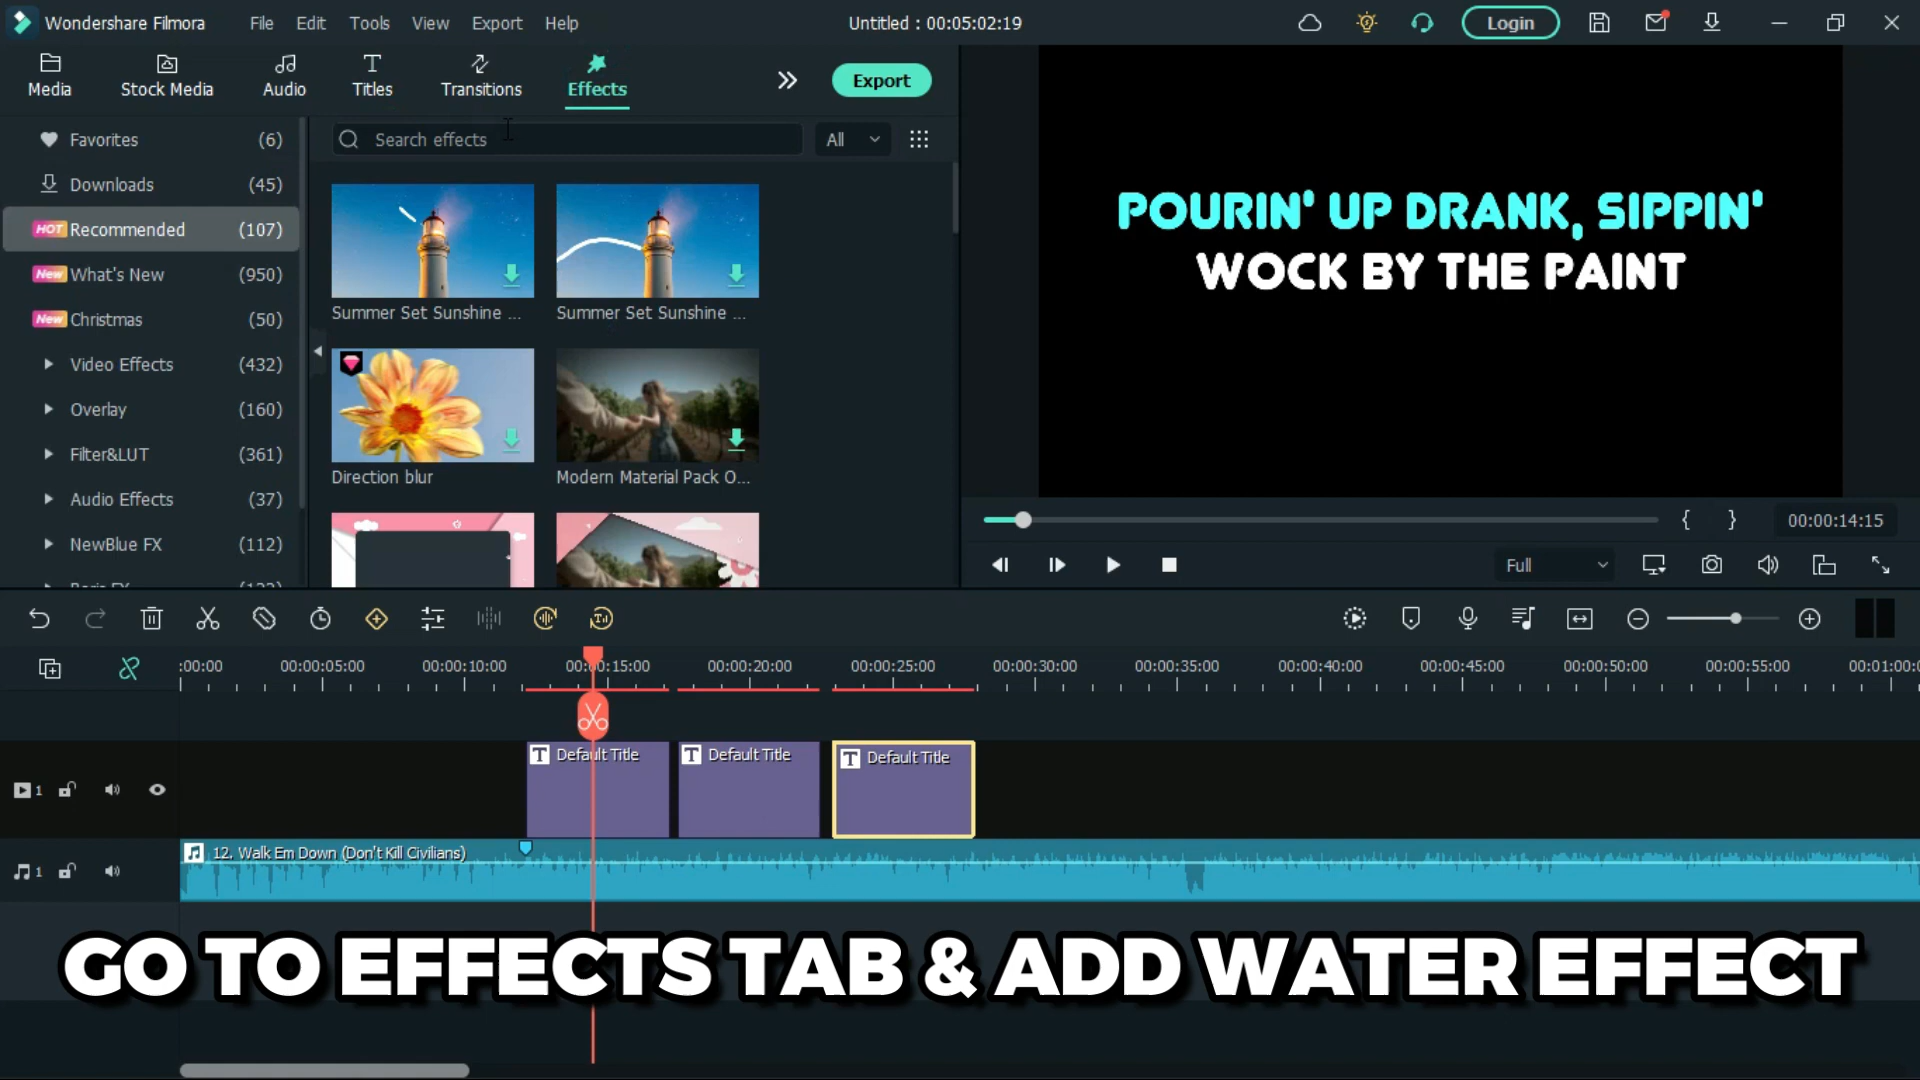 Wondershare Filmora
File
Edit
Tools
View
Export
Help
Untitled : 00:05:02:19
Login
Media
Stock Media
Audio
Titles
Transitions
Effects
Export
Favorites (6)
Downloads (45)
HOT Recommended (107)
New What's New (950)
New Christmas (50)
Video Effects (432)
Overlay (160)
Filter&LUT (361)
Audio Effects (37)
NewBlue FX (112)
Search effects
All
Summer Set Sunshine ...
Summer Set Sunshine ...
Direction blur
Modern Material Pack O...
POURIN' UP DRANK, SIPPIN'
WOCK BY THE PAINT
{ }
00:00:14:15
Full
:00:00
00:00:05:00
00:00:10:00
00:00:15:00
00:00:20:00
00:00:25:00
00:00:30:00
00:00:35:00
00:00:40:00
00:00:45:00
00:00:50:00
00:00:55:00
00:01:00:0
1
T Default Title
T Default Title
T Default Title
1
12. Walk Em Down (Don't Kill Civilians)
GO TO EFFECTS TAB & ADD WATER EFFECT